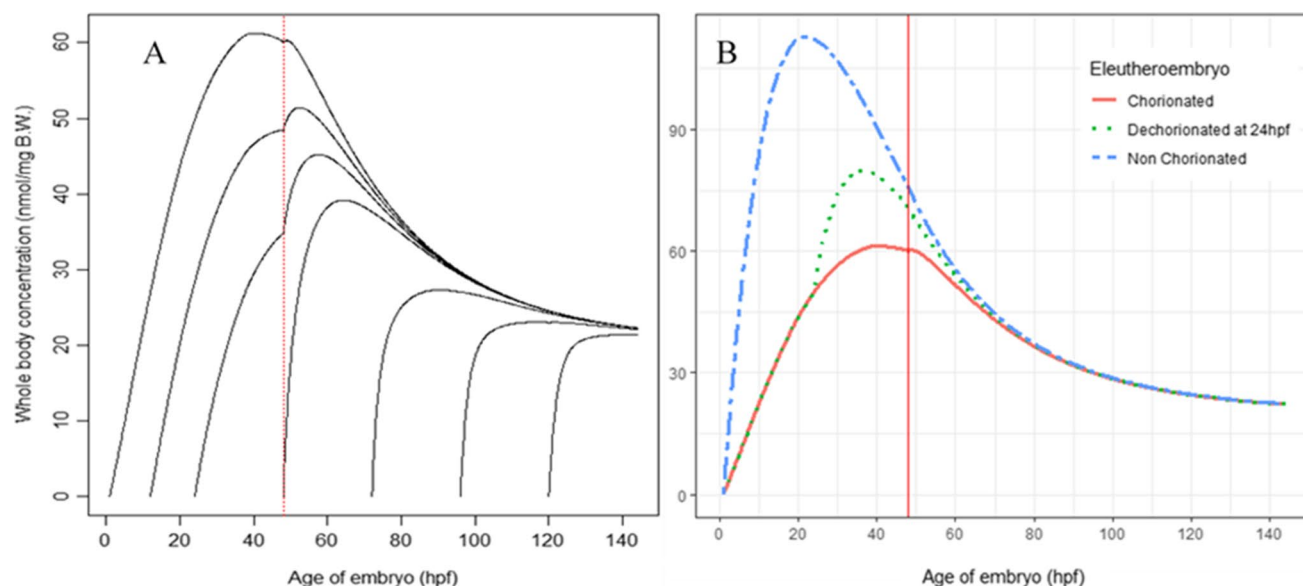 A
Whole body concentration (nmol/mg B.W.)
60
50
40
30
20
10
0
0 20 40 60 80 100 120 140
Age of embryo (hpf)
B
Eleutheroembryo
Chorionated
Dechorionated at 24hpf
Non Chorionated
90
60
30
0
0 20 40 60 80 100 120 140
Age of embryo (hpf)